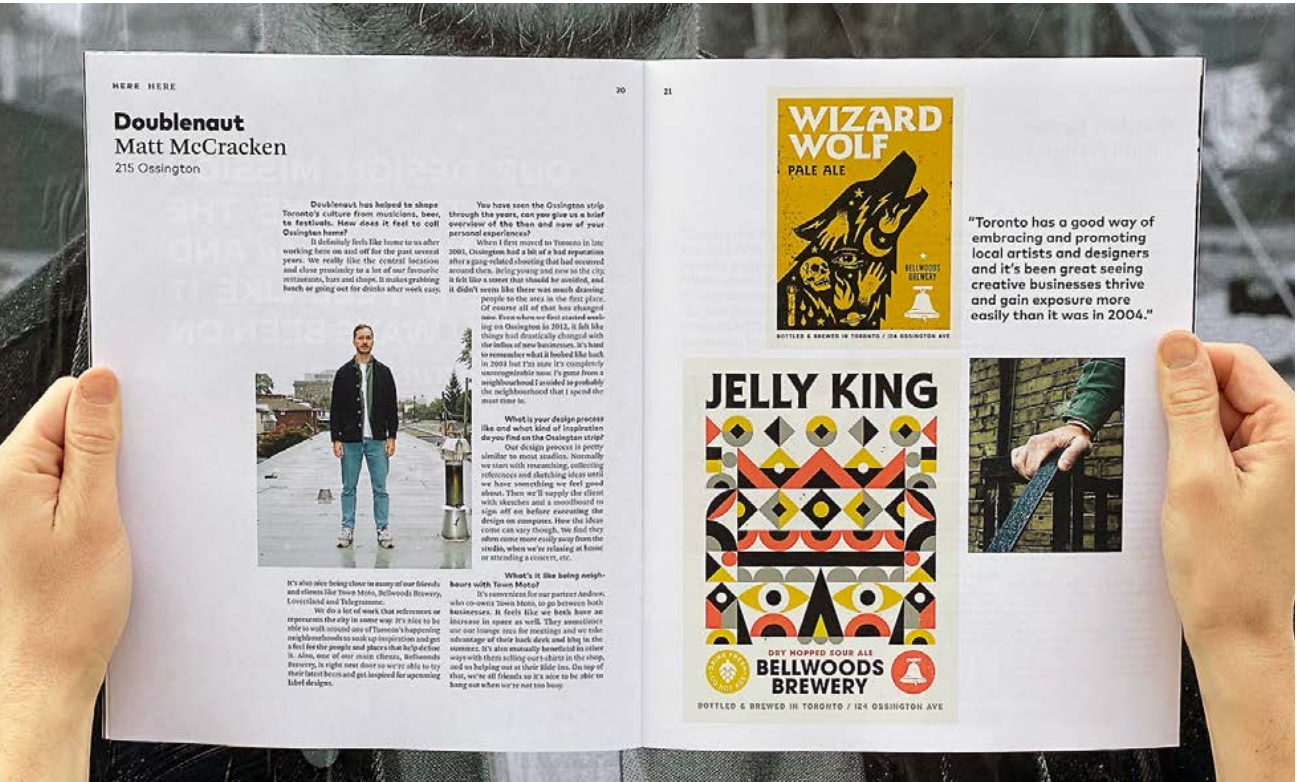 HERE HERE
20
Doublenaut
Matt McCracken
215 Ossington
Doublenaut has helped to shape
Toronto's culture from musicians, beer,
to festivals. How does it feel to call
Ossington home?
It definitely feels like home to us after
working here on and off for the past several
years. We really like the central location
and close proximity to a lot of our favourite
restaurants, bars and shops. It makes grabbing
lunch or going out for drinks after work easy.
It's also nice being close to many of our friends
and clients like Town Moto, Bellwoods Brewery,
Loversland and Telegramme.
We do a lot of work that references or
represents the city in some way. It's nice to be
able to walk around one of Toronto's happening
neighbourhoods to soak up inspiration and get
a feel for the people and places that help define
it. Also, one of our main clients, Bellwoods
Brewery, is right next door so we're able to try
their latest beers and get inspired for upcoming
label designs.
You have seen the Ossington strip
through the years, can you give us a brief
overview of the then and now of your
personal experiences?
When I first moved to Toronto in late
2003, Ossington had a bit of a bad reputation
after a gang-related shooting that had occurred
around then. Being young and new to the city,
it felt like a street that should be avoided, and
it didn't seem like there was much drawing
people to the area in the first place.
Of course all of that has changed
now. Even when we first started work-
ing on Ossington in 2012, it felt like
things had drastically changed with
the influx of new businesses. It's hard
to remember what it looked like back
in 2003 but I'm sure it's completely
unrecognizable now. I's gone from a
neighbourhood I avoided to probably
the neighbourhood that I spend the
most time in.
What is your design process
like and what kind of inspiration
do you find on the Ossington strip?
Our design process is pretty
similar to most studios. Normally
we start with researching, collecting
references and sketching ideas until
we have something we feel good
about. Then we'll supply the client
with sketches and a moodboard to
sign off on before executing the
design on computer. How the ideas
come can vary though. We find they
often come more easily away from the
studio, when we're relaxing at home
or attending a concert, etc.
What's it like being neigh-
bours with Town Moto?
It's convenient for our partner Andrew,
who co-owns Town Moto, to go between both
businesses. It feels like we both have an
increase in space as well. They sometimes
use our lounge area for meetings and we take
advantage of their back deck and bbq in the
summer. It's also mutually beneficial in other
ways with them selling our t-shirts in the shop,
and us helping out at their Ride-Ins. On top of
that, we're all friends so it's nice to be able to
hang out when we're not too busy.
21
WIZARD
WOLF
PALE ALE
BELLWOODS
BREWERY
BOTTLED & BREWED IN TORONTO / 124 OSSINGTON AVE
"Toronto has a good way of
embracing and promoting
local artists and designers
and it's been great seeing
creative businesses thrive
and gain exposure more
easily than it was in 2004."
JELLY KING
DRY HOPPED SOUR ALE
BELLWOODS
BREWERY
DRINK FRESH
DO NOT AGE
BOTTLED & BREWED IN TORONTO / 124 OSSINGTON AVE